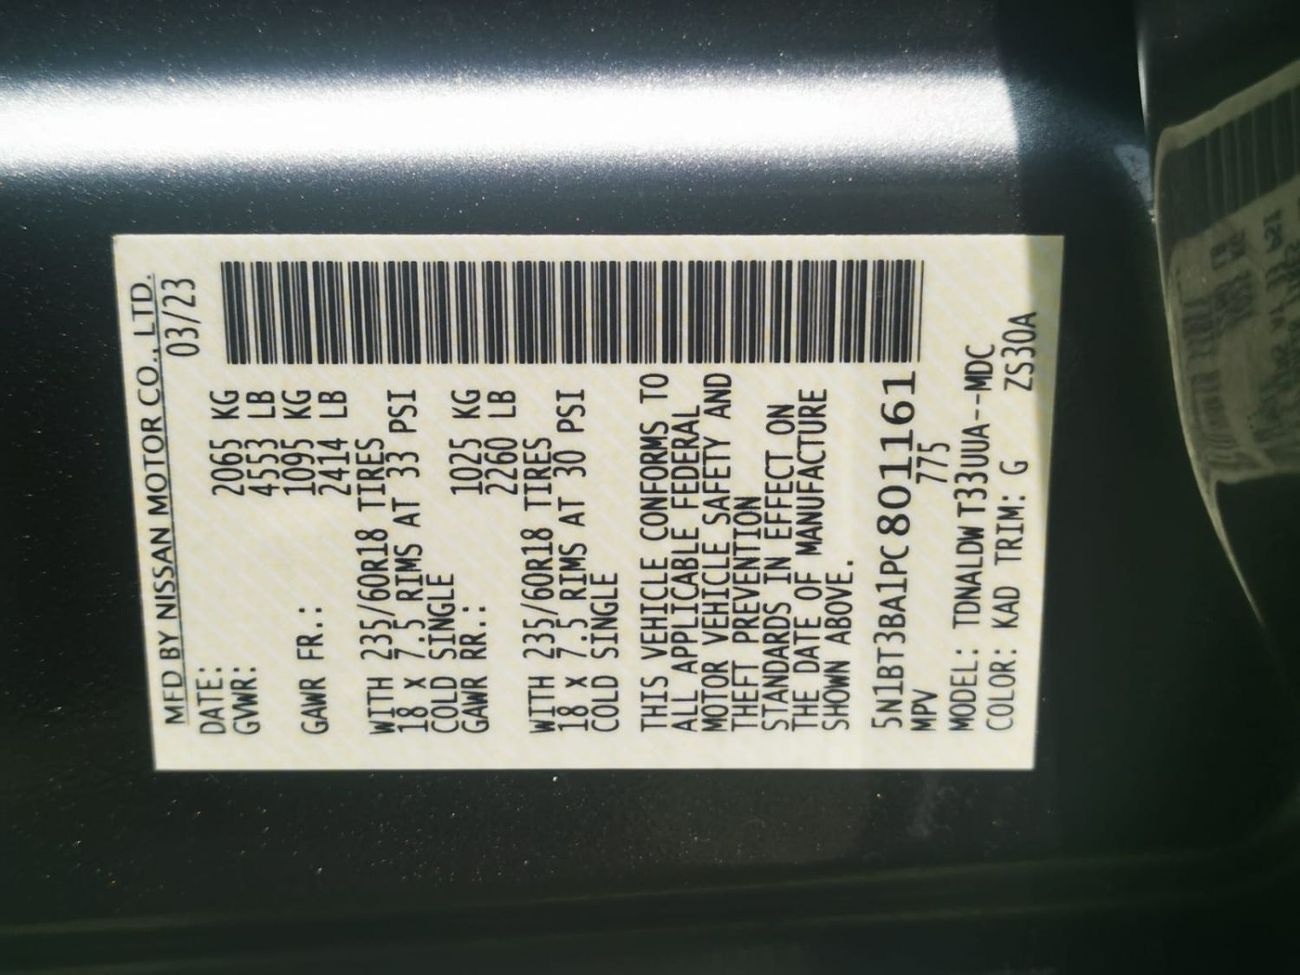 MFD BY NISSAN MOTOR CO., LTD.
DATE: 03/23
GVWR: 2065 KG
4553 LB
GAWR FR.: 1095 KG
2414 LB
WITH 235/60R18 TIRES
18 x 7.5 RIMS AT 33 PSI
COLD SINGLE
GAWR RR.: 1025 KG
2260 LB
WITH 235/60R18 TIRES
18 x 7.5 RIMS AT 30 PSI
COLD SINGLE
THIS VEHICLE CONFORMS TO
ALL APPLICABLE FEDERAL
MOTOR VEHICLE SAFETY AND
THEFT PREVENTION
STANDARDS IN EFFECT ON
THE DATE OF MANUFACTURE
SHOWN ABOVE.
5N1BT3BA1PC801161
MPV 775
MODEL: TDNALDW T33UUA--MDC
COLOR: KAD TRIM: G ZS30A